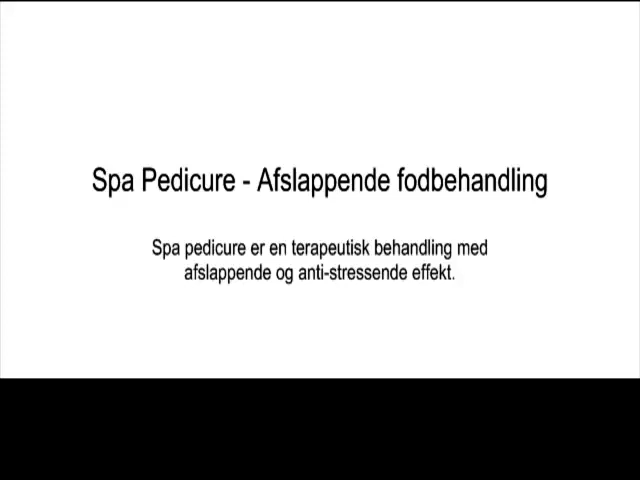 Spa Pedicure - Afslappende fodbehandling
Spa pedicure er en terapeutisk behandling med
afslappende og anti-stressende effekt.